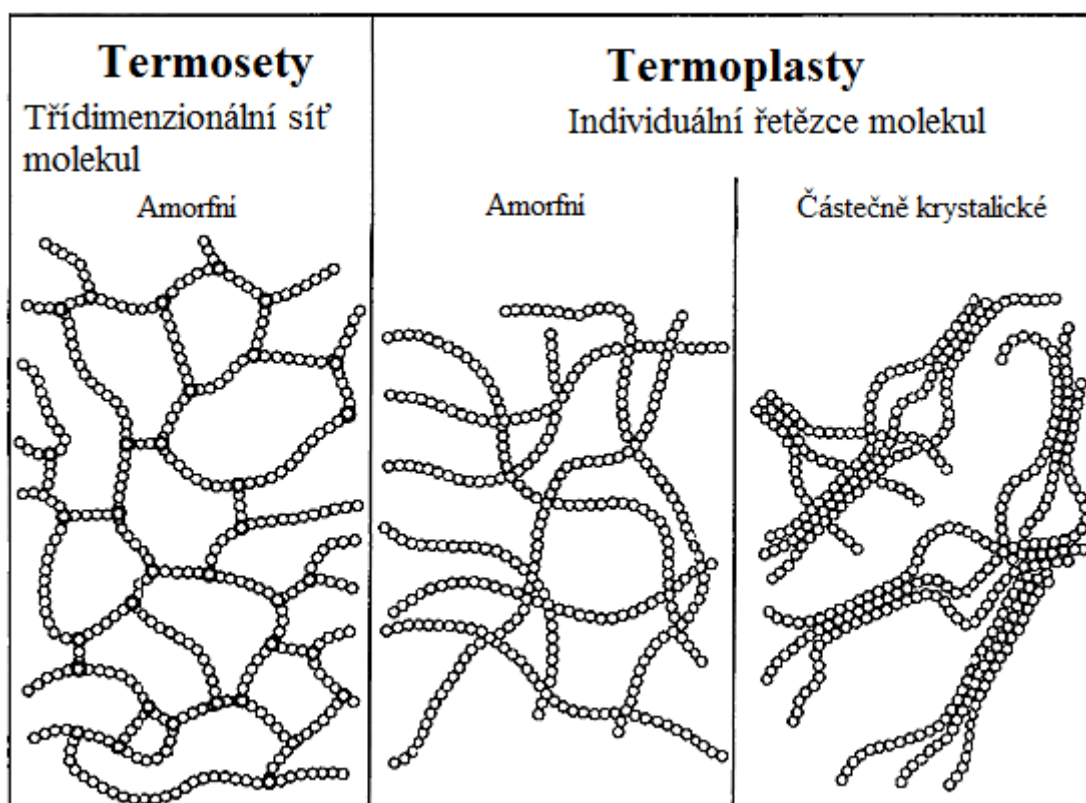 Termosety
Třídimenzionální síť
molekul
Amorfní
Termoplasty
Individuální řetězce molekul
Amorfní
Částečně krystalické